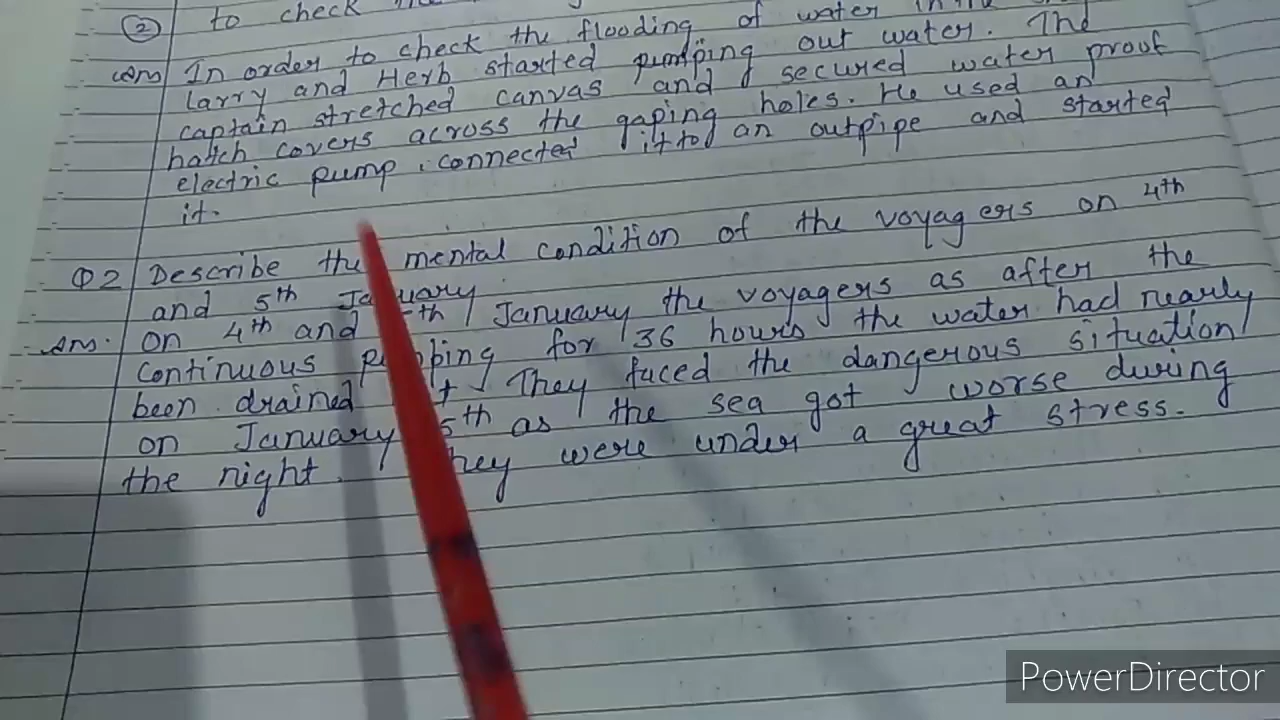 ② to check the
Ans In order to check the flooding of water in the
Larry and Herb started pumping out water. The
captain stretched canvas and secured water proof
hatch covers across the gaping holes. He used an
electric pump, connected it to an outpipe and started
it.
Q2 Describe the mental condition of the voyagers on 4th
and 5th January.
Ans. on 4th and 5th January the voyagers as after the
continuous pumping for 36 hours the water had nearly
been drained They faced the dangerous situation
on January 5th as the sea got worse during
the night. They were under a great stress.
PowerDirector